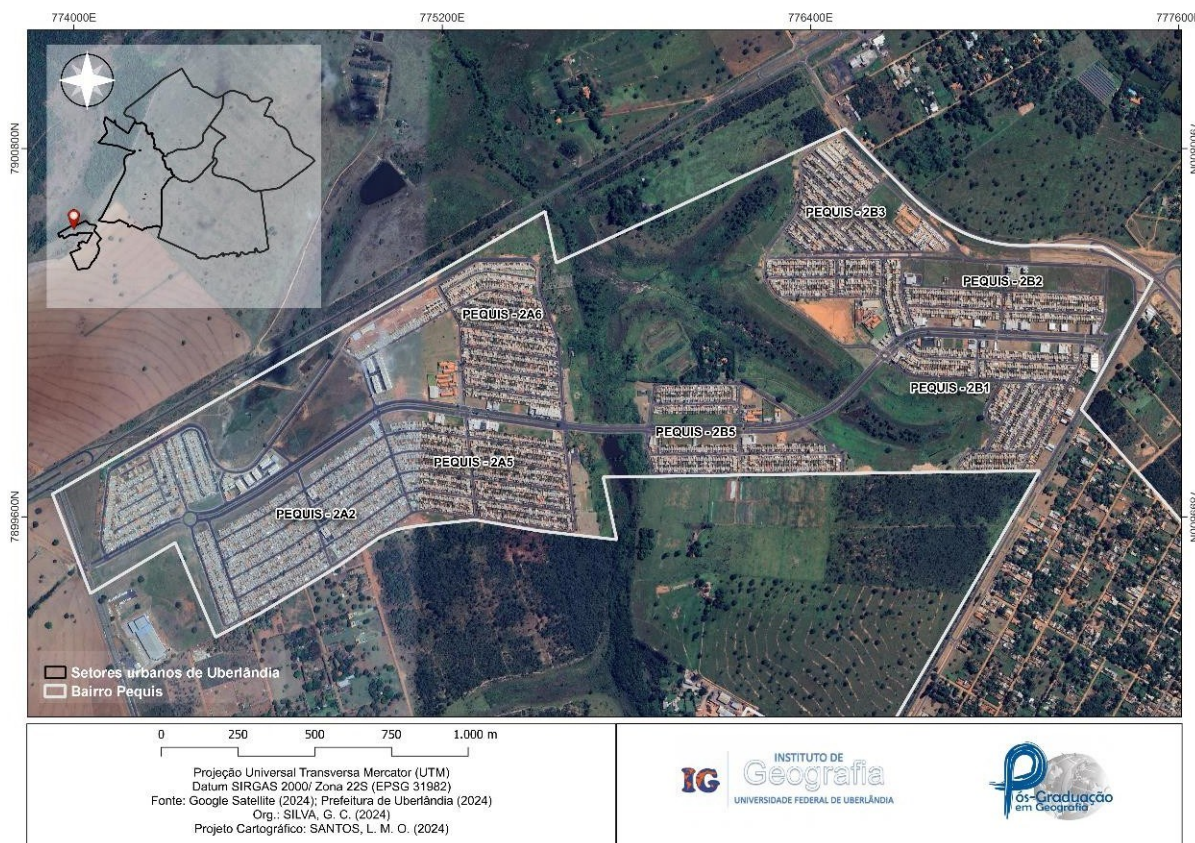 774000E
775200E
776400E
777600E
7900800N
7900800N
PEQUIS - 2B3
PEQUIS - 2B2
PEQUIS - 2A6
PEQUIS - 2B1
PEQUIS - 2B5
PEQUIS - 2A5
PEQUIS - 2A2
7899600N
7899600N
Setores urbanos de Uberlândia
Bairro Pequis
0 250 500 750 1.000 m
Projeção Universal Transversa Mercator (UTM)
Datum SIRGAS 2000/ Zona 22S (EPSG 31982)
Fonte: Google Satellite (2024); Prefeitura de Uberlândia (2024)
Org.: SILVA, G. C. (2024)
Projeto Cartográfico: SANTOS, L. M. O. (2024)
IG
INSTITUTO DE
Geografia
UNIVERSIDADE FEDERAL DE UBERLÂNDIA
Pós-Graduação
em Geografia